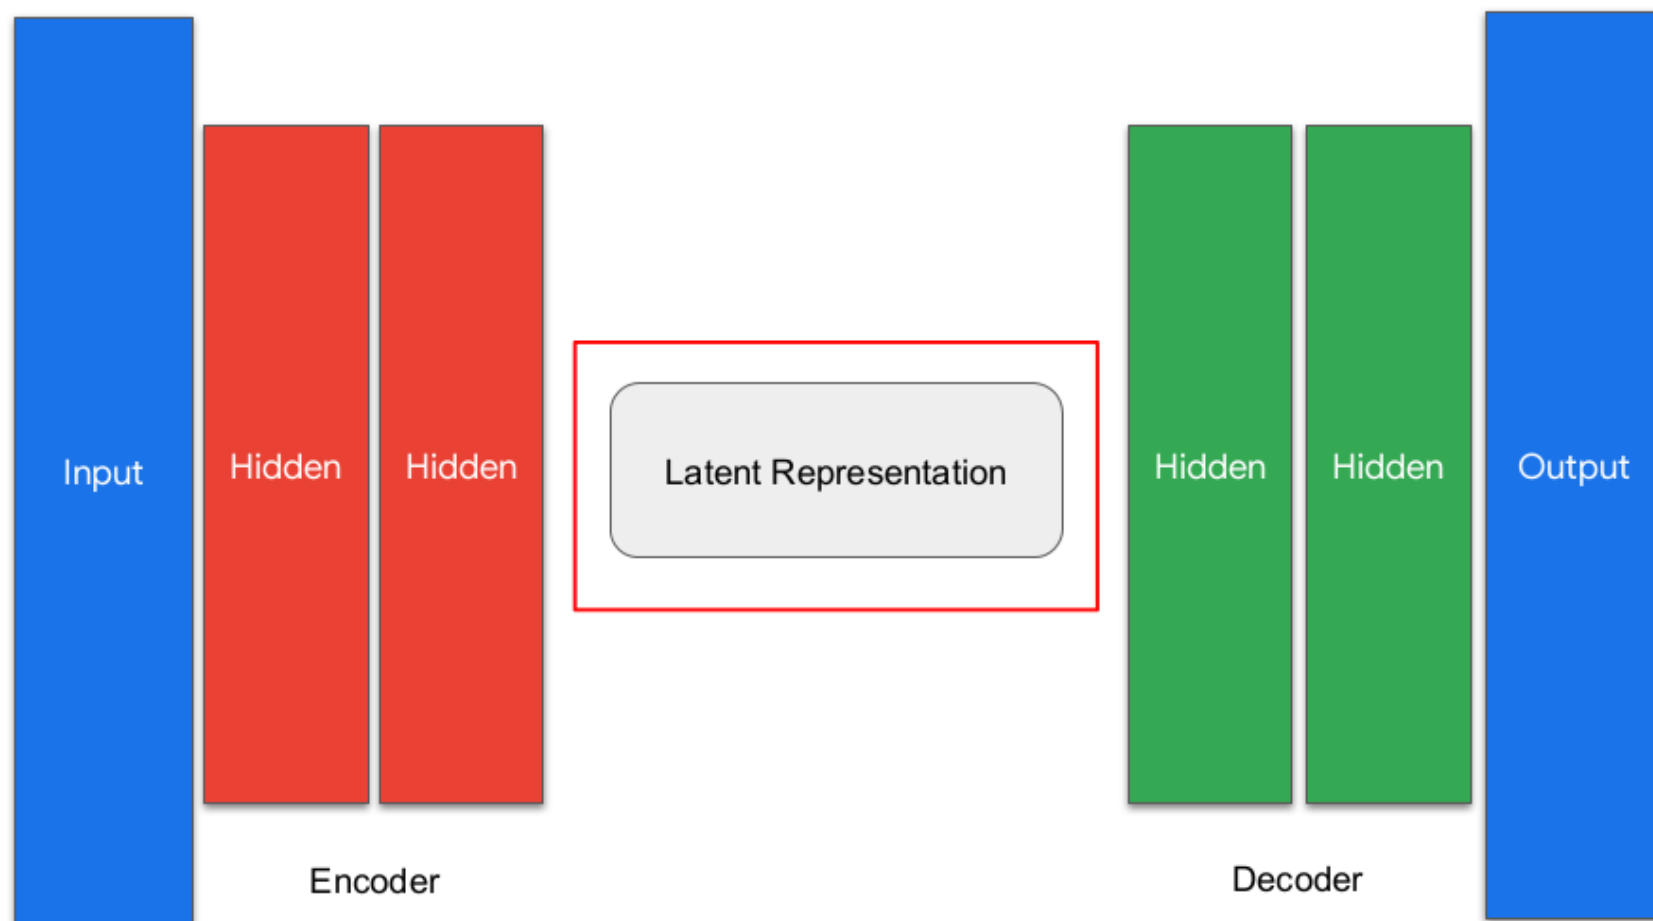 Input
Hidden
Hidden
Latent Representation
Hidden
Hidden
Output
Encoder
Decoder